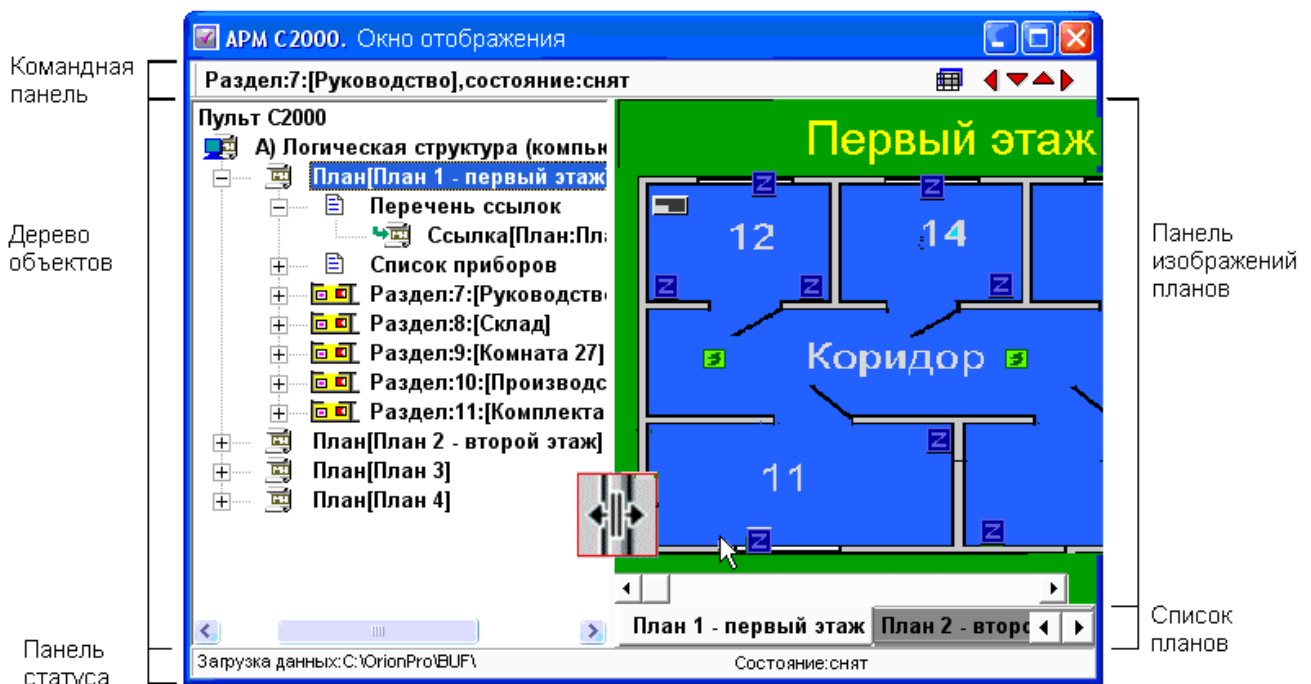 АРМ С2000. Окно отображения
Командная
панель
Раздел:7:[Руководство],состояние:снят
Пульт С2000
А) Логическая структура (компьк
План[План 1 - первый этаж
Перечень ссылок
Ссылка[План:Пла
Список приборов
Раздел:7:[Руководств
Раздел:8:[Склад]
Раздел:9:[Комната 27]
Раздел:10:[Производс
Раздел:11:[Комплекта
План[План 2 - второй этаж]
План[План 3]
План[План 4]
Дерево
объектов
Первый этаж
12
14
Коридор
11
Панель
изображений
планов
План 1 - первый этаж
План 2 - второ
Список
планов
Панель
статуса
Загрузка данных:C:\OrionPro\BUF\
Состояние:снят